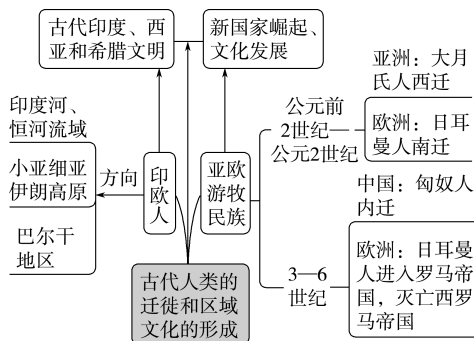 古代印度、西
亚和希腊文明
新国家崛起、
文化发展
印度河、
恒河流域
小亚细亚
伊朗高原
巴尔干
地区
方向
印
欧
人
亚欧
游牧
民族
公元前
2世纪—
公元2世纪
亚洲：大月
氏人西迁
欧洲：日耳
曼人南迁
3—6
世纪
中国：匈奴人
内迁
欧洲：日耳曼
人进入罗马帝
国，灭亡西罗
马帝国
古代人类的
迁徙和区域
文化的形成